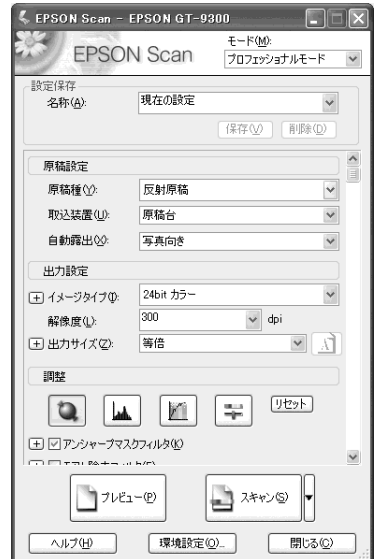 EPSON Scan - EPSON GT-9300
EPSON Scan
モード(M):
プロフェッショナルモード
設定保存
名称(A):
現在の設定
保存(V)
削除(D)
原稿設定
原稿種(Y):
反射原稿
取込装置(U):
原稿台
自動露出(X):
写真向き
出力設定
イメージタイプ(I):
24bit カラー
解像度(L):
300
dpi
出力サイズ(Z):
等倍
調整
リセット
アンシャープマスクフィルタ(K)
プレビュー(P)
スキャン(S)
ヘルプ(H)
環境設定(O)...
閉じる(C)